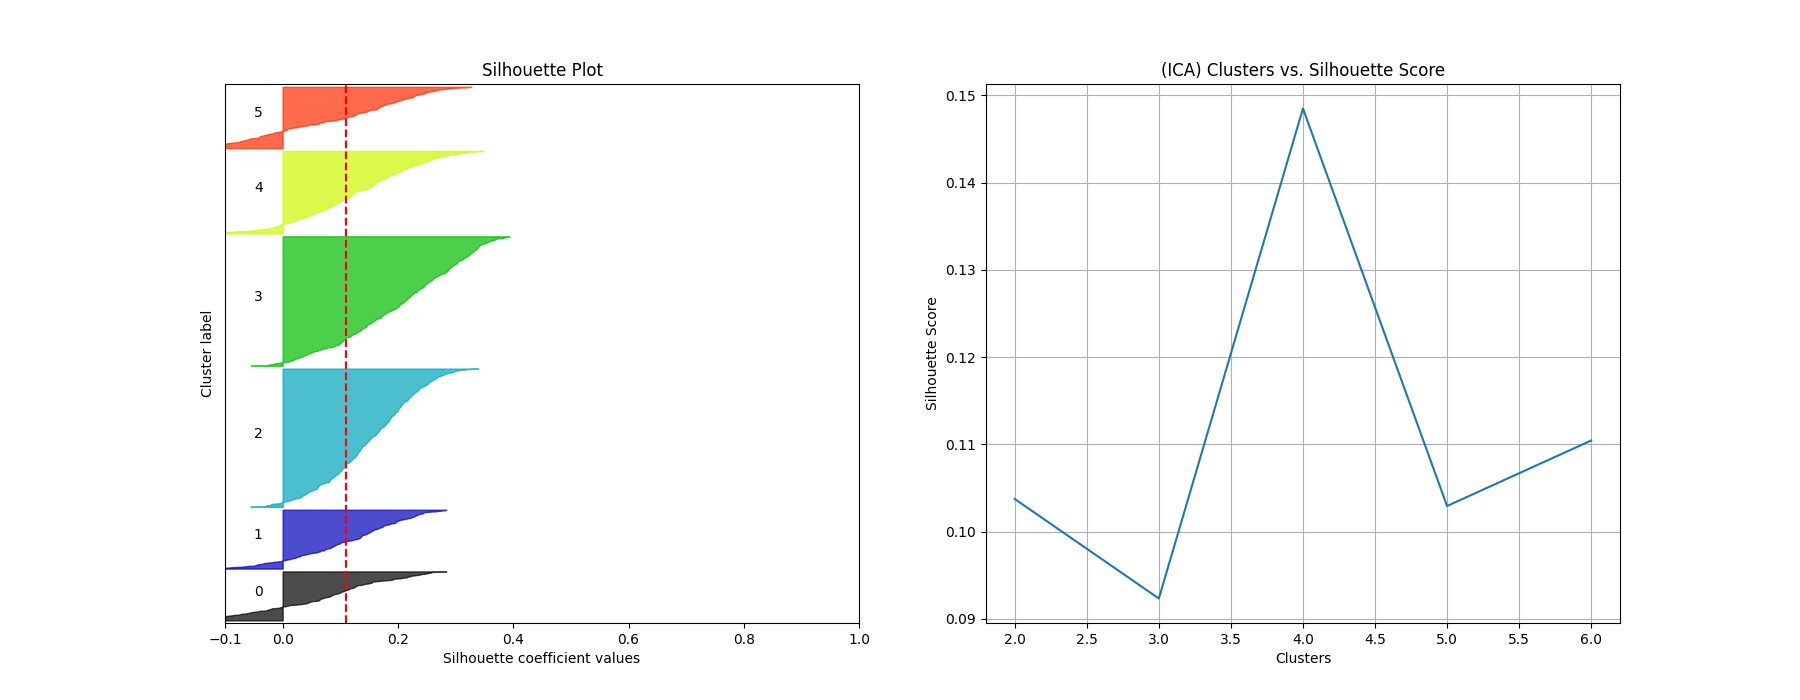 Silhouette Plot
Cluster label
5
4
3
2
1
0
−0.1 0.0 0.2 0.4 0.6 0.8 1.0
Silhouette coefficient values
(ICA) Clusters vs. Silhouette Score
Silhouette Score
0.15
0.14
0.13
0.12
0.11
0.10
0.09
2.0 2.5 3.0 3.5 4.0 4.5 5.0 5.5 6.0
Clusters